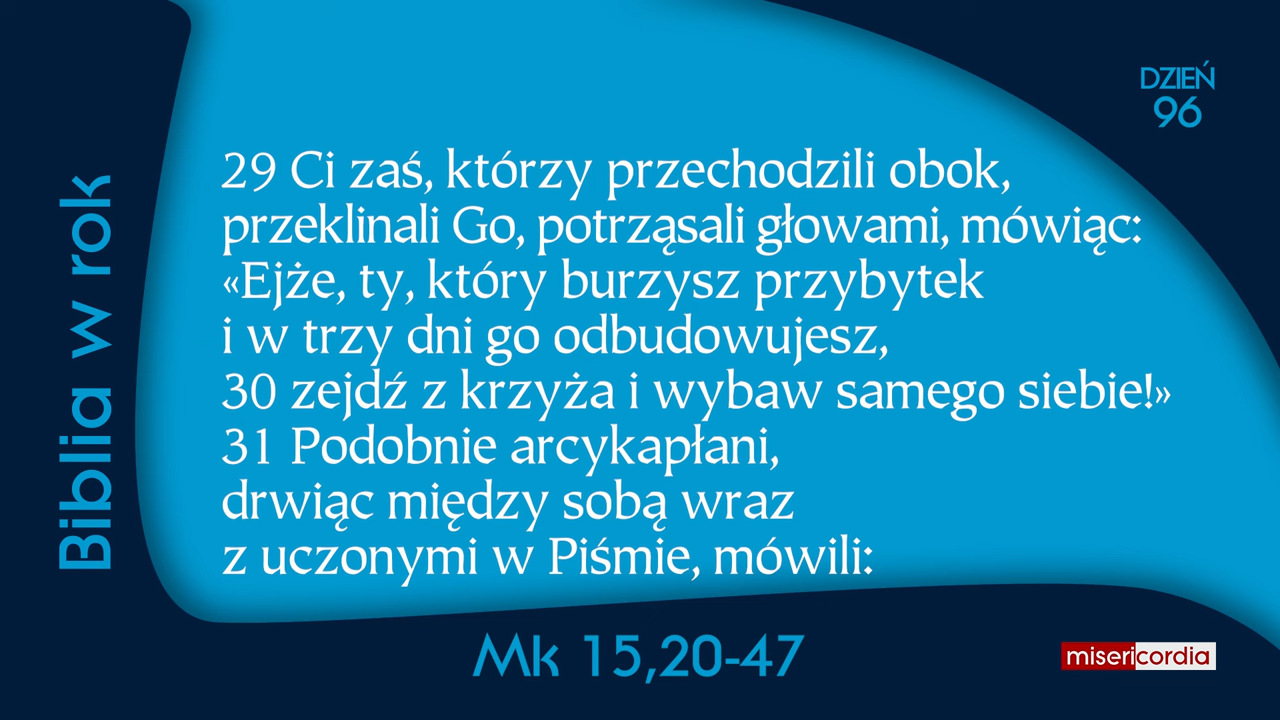 DZIEŃ
96
Biblia w rok
29 Ci zaś, którzy przechodzili obok,
przeklinali Go, potrząsali głowami, mówiąc:
«Ejże, ty, który burzysz przybytek
i w trzy dni go odbudowujesz,
30 zejdź z krzyża i wybaw samego siebie!»
31 Podobnie arcykapłani,
drwiąc między sobą wraz
z uczonymi w Piśmie, mówili:
Mk 15,20-47
misericordia